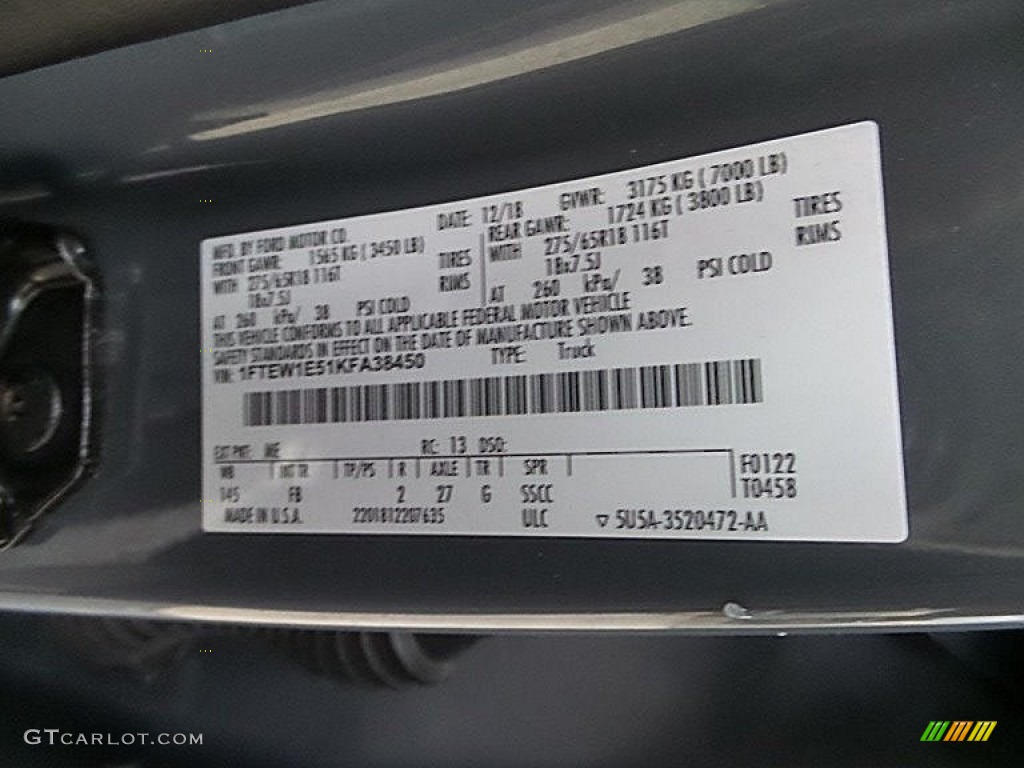 MFD. BY FORD MOTOR CO. DATE: 12/18 GVWR: 3175 KG ( 7000 LB)
FRONT GAWR: 1565 KG ( 3450 LB) REAR GAWR: 1724 KG ( 3800 LB)
WITH 275/65R18 116T TIRES WITH 275/65R18 116T TIRES
18x7.5J RIMS 18x7.5J RIMS
AT 260 kPa/ 38 PSI COLD AT 260 kPa/ 38 PSI COLD
THIS VEHICLE CONFORMS TO ALL APPLICABLE FEDERAL MOTOR VEHICLE
SAFETY STANDARDS IN EFFECT ON THE DATE OF MANUFACTURE SHOWN ABOVE.
VIN: 1FTEW1E51KFA38450 TYPE: Truck
EXT PNT: ME RC: 13 DSO:
WB INT TR TP/PS R AXLE TR SPR F0122
145 FB 2 27 G SSCC T0458
MADE IN U.S.A. 2201812207635 ULC ▽ 5U5A-3520472-AA
GTCARLOT.COM